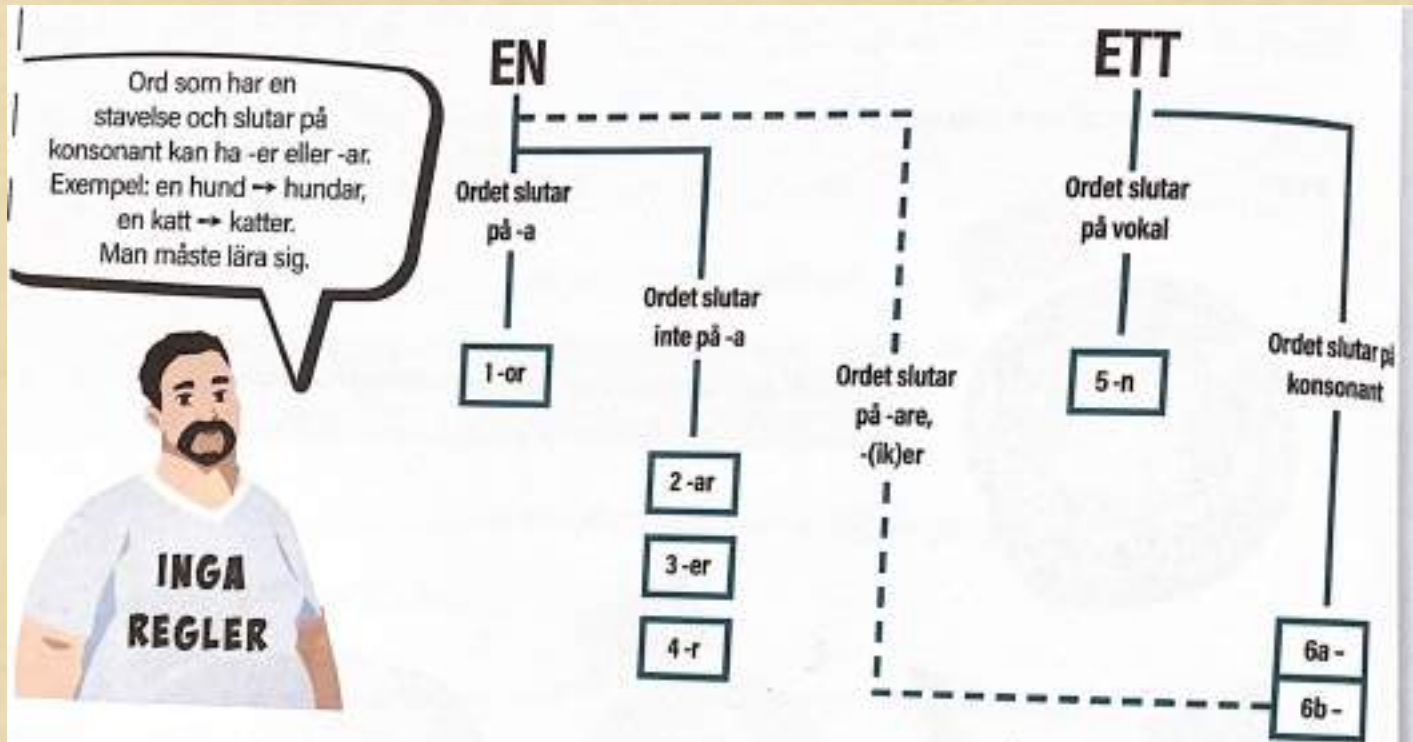 Ord som har en
stavelse och slutar på
konsonant kan ha -er eller -ar.
Exempel: en hund → hundar,
en katt → katter.
Man måste lära sig.
INGA
REGLER
EN
Ordet slutar
på -a
1 -or
Ordet slutar
inte på -a
2 -ar
3 -er
4 -r
Ordet slutar
på -are,
-(ik)er
ETT
Ordet slutar
på vokal
5 -n
Ordet slutar på
konsonant
6a -
6b -